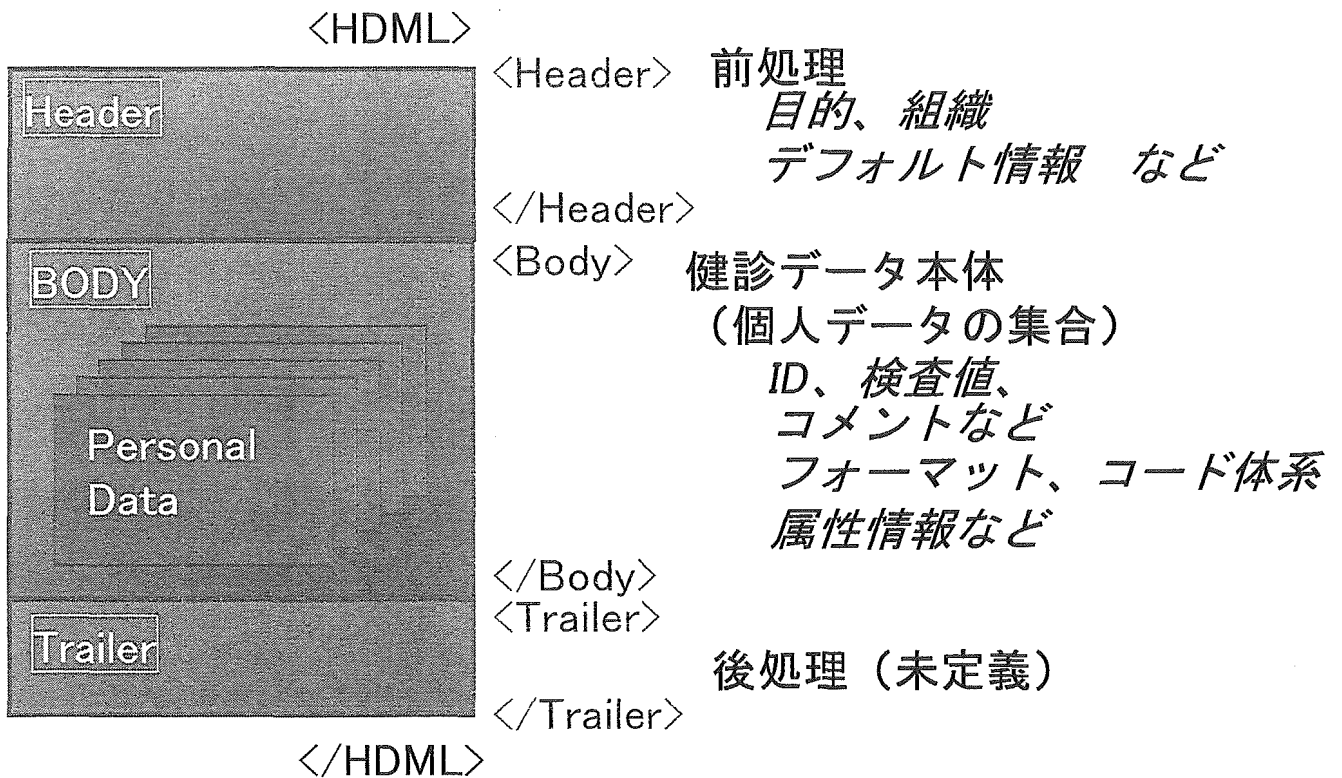 <HDML>
Header
<Header> 前処理
目的、組織
デフォルト情報　など
</Header>
BODY
<Body> 健診データ本体
（個人データの集合）
ID、検査値、
コメントなど
フォーマット、コード体系
属性情報など
Personal
Data
</Body>
<Trailer>
Trailer
後処理（未定義）
</Trailer>
</HDML>